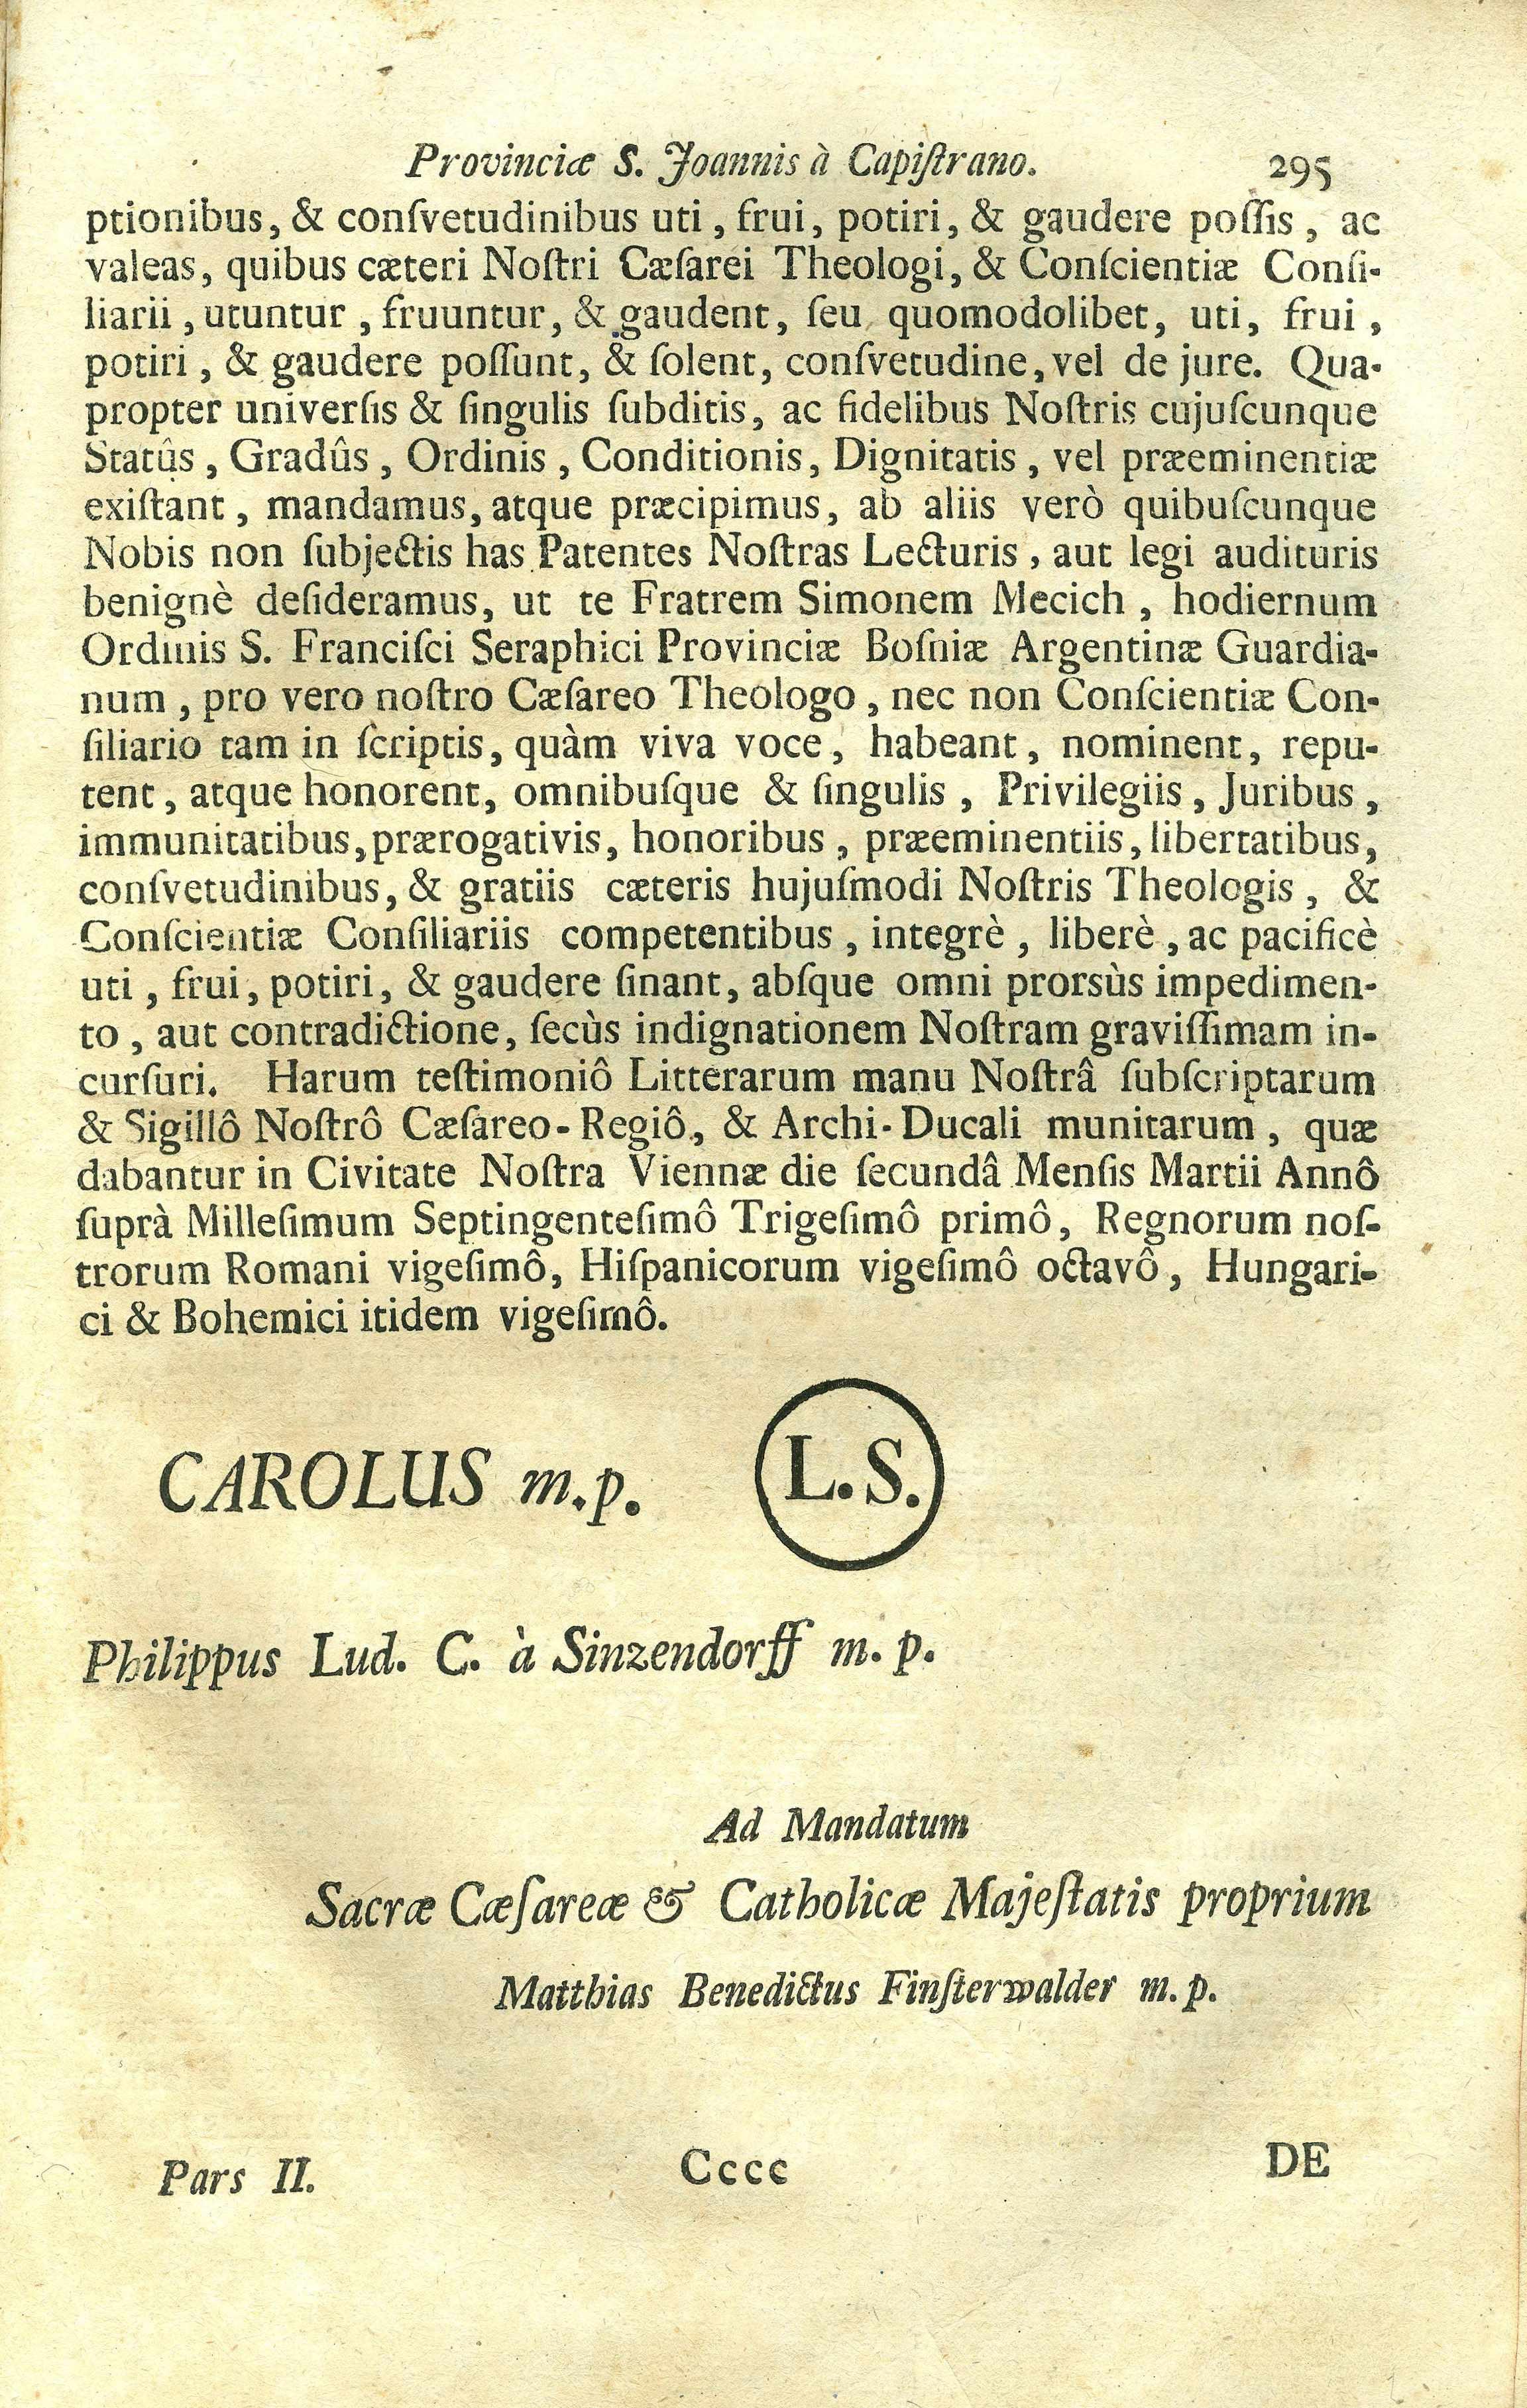 Provinciæ S. Joannis à Capiſtrano. 295
ptionibus, & conſvetudinibus uti, frui, potiri, & gaudere poſſis, ac
valeas, quibus cæteri Noſtri Cæſarei Theologi, & Conſcientiæ Conſi-
liarii, utuntur, fruuntur, & gaudent, ſeu quomodolibet, uti, frui,
potiri, & gaudere poſſunt, & ſolent, conſvetudine, vel de jure. Qua-
propter univerſis & ſingulis ſubditis, ac fidelibus Noſtris cujuſcunque
Statûs, Gradûs, Ordinis, Conditionis, Dignitatis, vel præeminentiæ
exiſtant, mandamus, atque præcipimus, ab aliis verò quibuſcunque
Nobis non ſubjectis has Patentes Noſtras Lecturis, aut legi audituris
benignè deſideramus, ut te Fratrem Simonem Mecich, hodiernum
Ordinis S. Franciſci Seraphici Provinciæ Boſniæ Argentinæ Guardia-
num, pro vero noſtro Cæſareo Theologo, nec non Conſcientiæ Con-
ſiliario tam in ſcriptis, quàm viva voce, habeant, nominent, repu-
tent, atque honorent, omnibuſque & ſingulis, Privilegiis, Juribus,
immunitatibus, prærogativis, honoribus, præeminentiis, libertatibus,
conſvetudinibus, & gratiis cæteris hujuſmodi Noſtris Theologis, &
Conſcientiæ Conſiliariis competentibus, integrè, liberè, ac pacificè
uti, frui, potiri, & gaudere ſinant, abſque omni prorsùs impedimen-
to, aut contradictione, ſecùs indignationem Noſtram graviſſimam in-
curſuri. Harum teſtimoniô Litterarum manu Noſtrâ ſubſcriptarum
& Sigillô Noſtrô Cæſareo-Regiô, & Archi-Ducali munitarum, quæ
dabantur in Civitate Noſtra Viennæ die ſecundâ Menſis Martii Annô
ſuprà Milleſimum Septingenteſimô Trigeſimô primô, Regnorum noſ-
trorum Romani vigeſimô, Hiſpanicorum vigeſimô octavô, Hungari-
ci & Bohemici itidem vigeſimô.
CAROLUS m.p. L.S.
Philippus Lud. C. à Sinzendorff m. p.
Ad Mandatum
Sacræ Cæſareæ & Catholicæ Majeſtatis proprium
Matthias Benedictus Finſterwalder m. p.
Pars II. Cccc DE